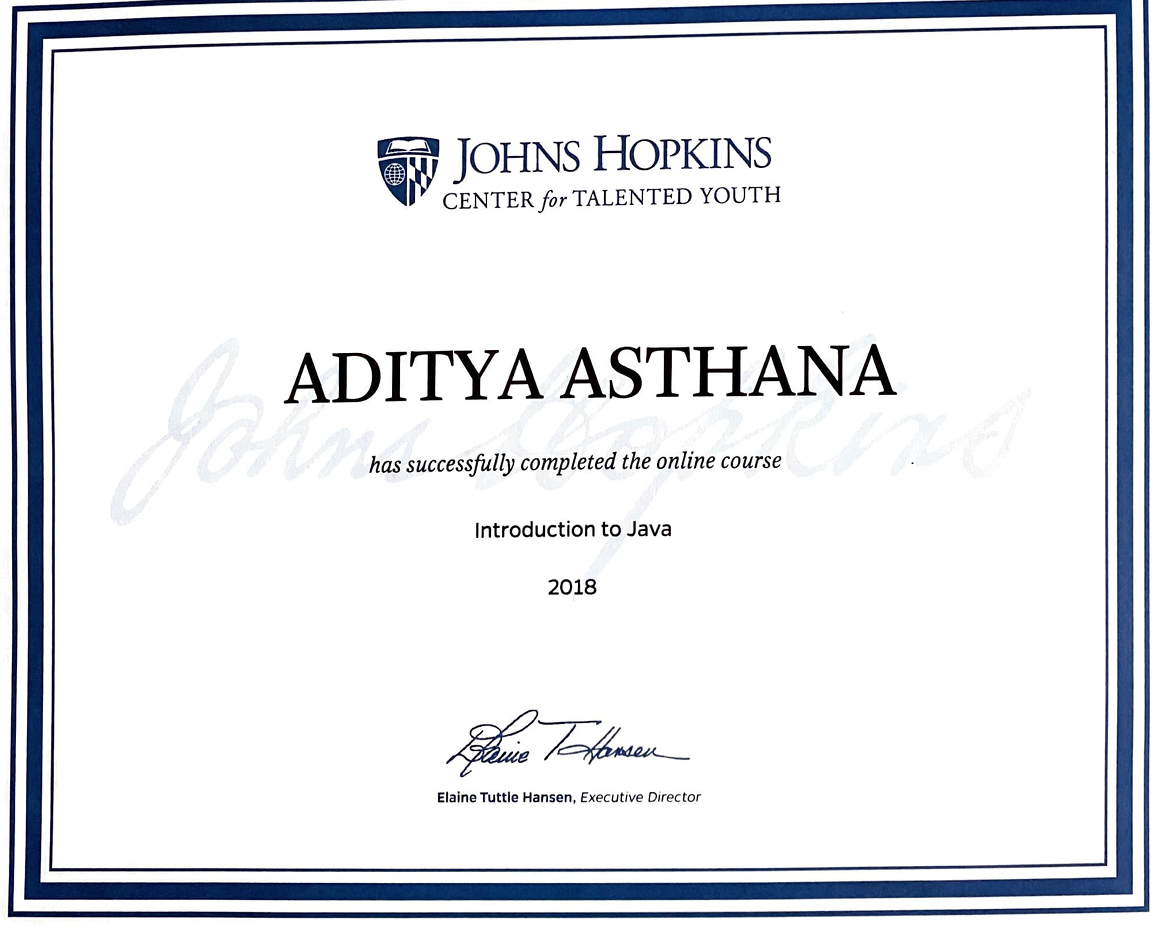 JOHNS HOPKINS
CENTER for TALENTED YOUTH
Johns Hopkins
ADITYA ASTHANA
has successfully completed the online course
Introduction to Java
2018
Elaine T Hansen
Elaine Tuttle Hansen, Executive Director